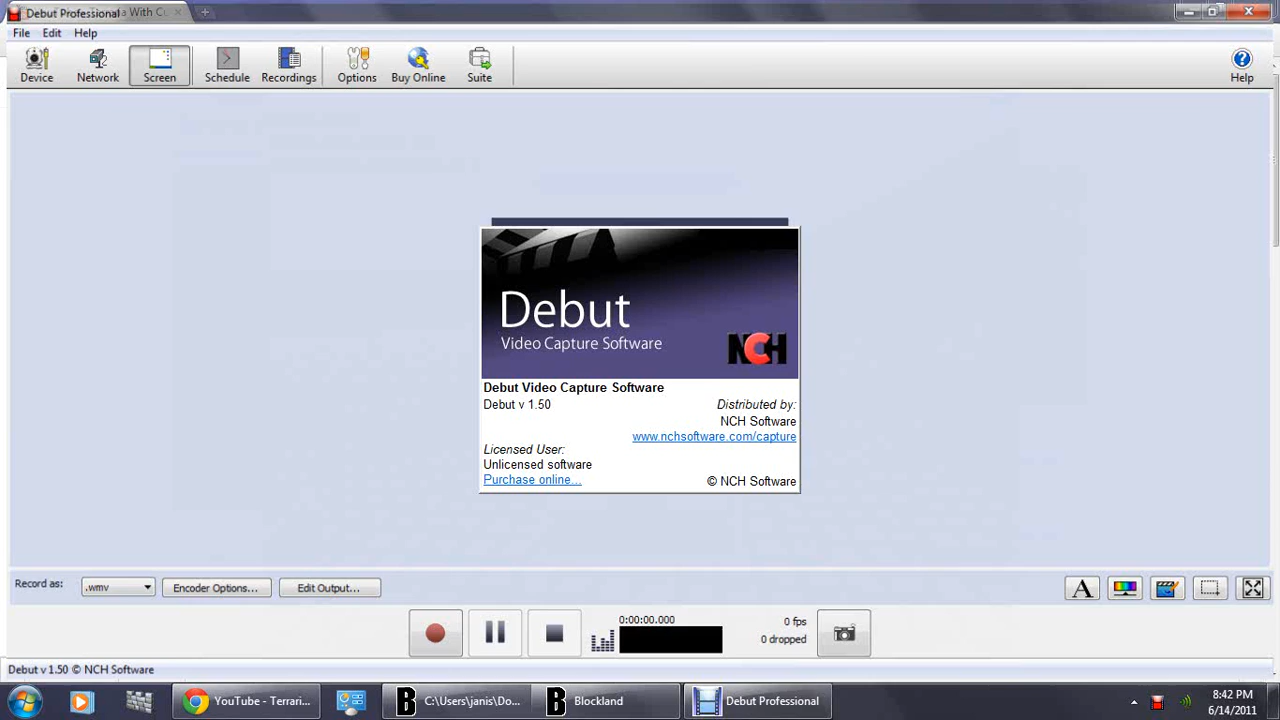 Debut Professional
File Edit Help
Device Network Screen Schedule Recordings Options Buy Online Suite Help
Debut
Video Capture Software
NCH
Debut Video Capture Software
Debut v 1.50
Distributed by:
NCH Software
www.nchsoftware.com/capture
Licensed User:
Unlicensed software
Purchase online...
© NCH Software
Record as: .wmv Encoder Options... Edit Output... A
0:00:00.000
0 fps
0 dropped
Debut v 1.50 © NCH Software
YouTube - Terrari... B C:\Users\janis\Do... B Blockland Debut Professional
8:42 PM
6/14/2011